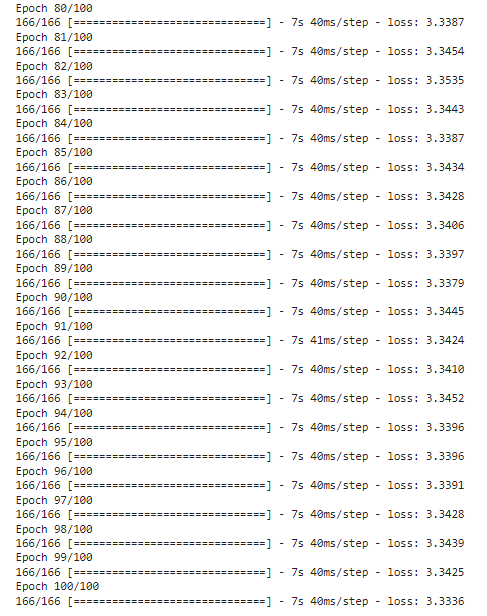 Epoch 80/100
166/166 [==============================] - 7s 40ms/step - loss: 3.3387
Epoch 81/100
166/166 [==============================] - 7s 40ms/step - loss: 3.3454
Epoch 82/100
166/166 [==============================] - 7s 40ms/step - loss: 3.3535
Epoch 83/100
166/166 [==============================] - 7s 40ms/step - loss: 3.3443
Epoch 84/100
166/166 [==============================] - 7s 40ms/step - loss: 3.3387
Epoch 85/100
166/166 [==============================] - 7s 40ms/step - loss: 3.3434
Epoch 86/100
166/166 [==============================] - 7s 40ms/step - loss: 3.3428
Epoch 87/100
166/166 [==============================] - 7s 40ms/step - loss: 3.3406
Epoch 88/100
166/166 [==============================] - 7s 40ms/step - loss: 3.3397
Epoch 89/100
166/166 [==============================] - 7s 40ms/step - loss: 3.3379
Epoch 90/100
166/166 [==============================] - 7s 40ms/step - loss: 3.3445
Epoch 91/100
166/166 [==============================] - 7s 41ms/step - loss: 3.3424
Epoch 92/100
166/166 [==============================] - 7s 40ms/step - loss: 3.3410
Epoch 93/100
166/166 [==============================] - 7s 40ms/step - loss: 3.3452
Epoch 94/100
166/166 [==============================] - 7s 40ms/step - loss: 3.3396
Epoch 95/100
166/166 [==============================] - 7s 40ms/step - loss: 3.3396
Epoch 96/100
166/166 [==============================] - 7s 40ms/step - loss: 3.3391
Epoch 97/100
166/166 [==============================] - 7s 40ms/step - loss: 3.3428
Epoch 98/100
166/166 [==============================] - 7s 40ms/step - loss: 3.3439
Epoch 99/100
166/166 [==============================] - 7s 40ms/step - loss: 3.3425
Epoch 100/100
166/166 [==============================] - 7s 40ms/step - loss: 3.3336